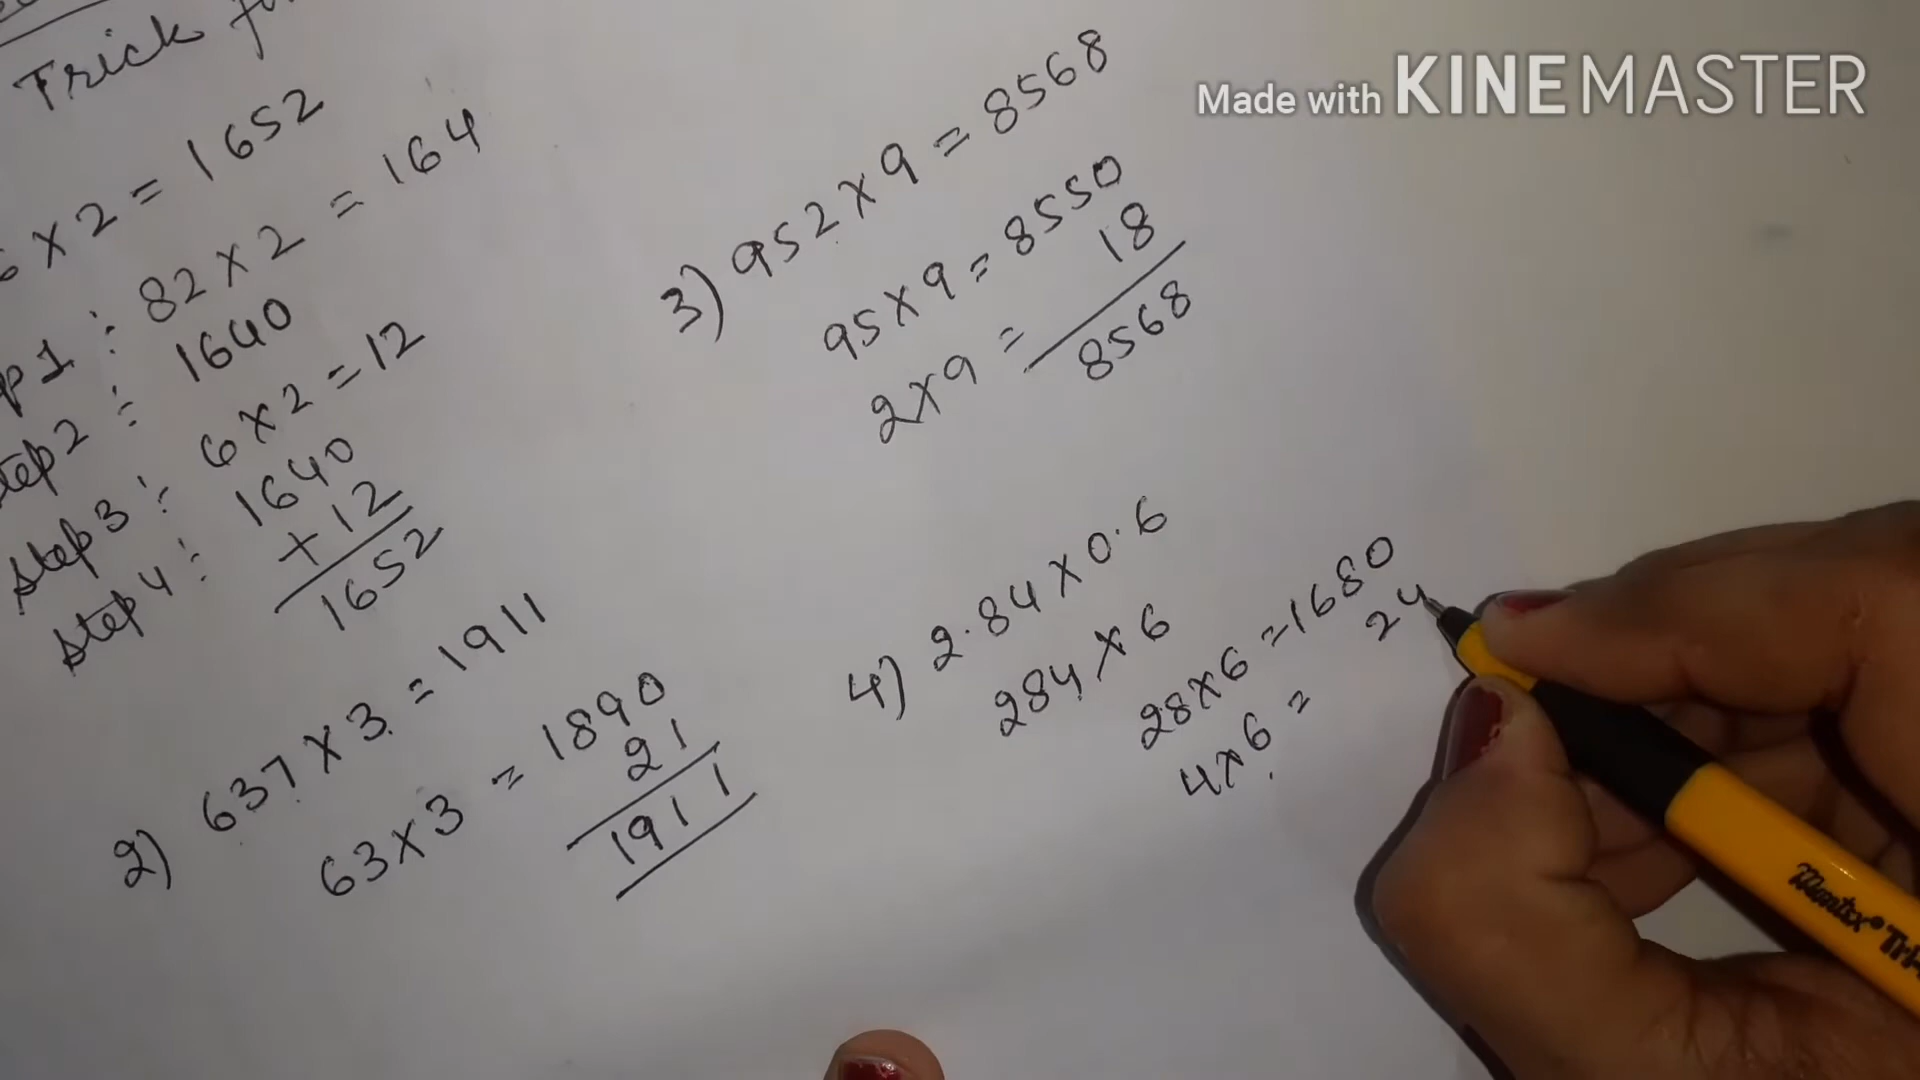 Trick
× 2 = 1652
: 82 × 2 = 164
Step 2 : 1640
Step 3 : 6 × 2 = 12
Step 4 : 1640
+ 12
1652
2) 637 × 3 = 1911
63 × 3 = 1890
21
1911
3) 952 × 9 = 8568
95 × 9 = 8550
2 × 9 = 18
8568
4) 2.84 × 0.6
284 × 6
28 × 6 = 1680
4 × 6 = 24
Made with KINEMASTER